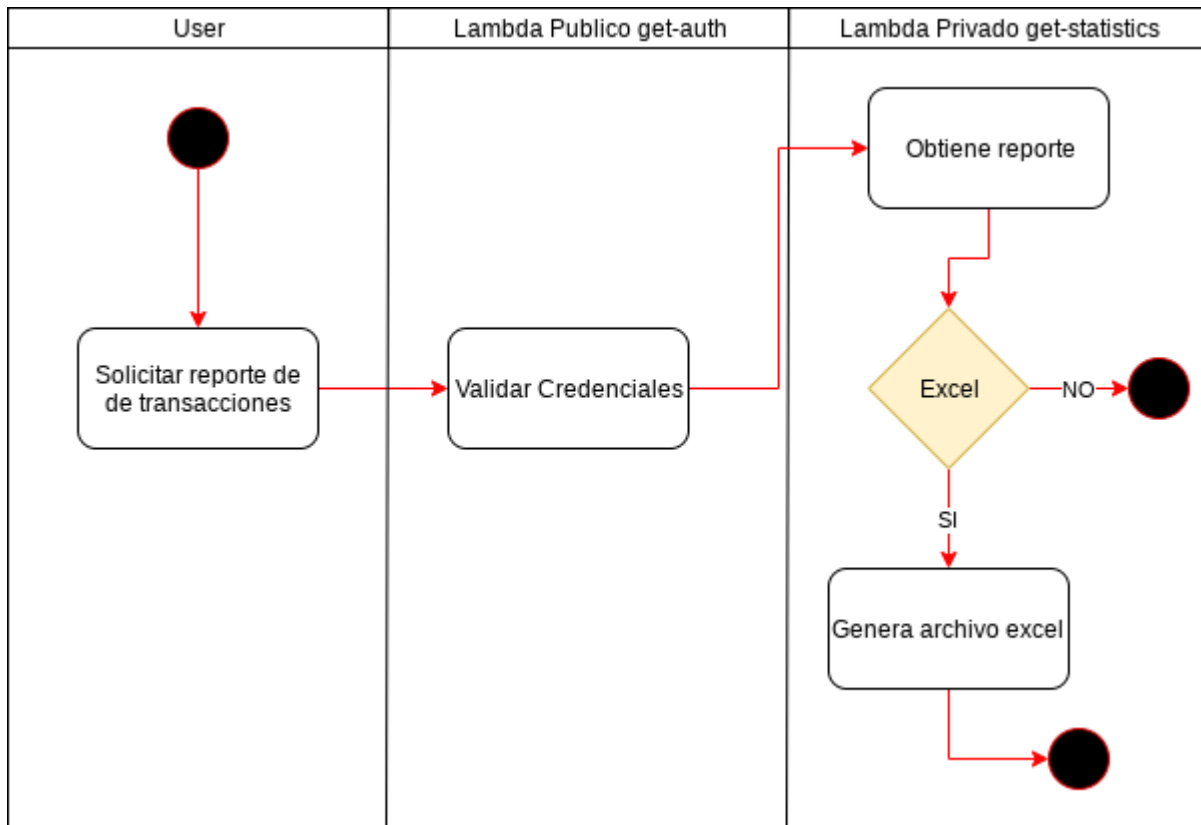 User
Lambda Publico get-auth
Lambda Privado get-statistics
Obtiene reporte
Solicitar reporte de
de transacciones
Validar Credenciales
Excel
NO
SI
Genera archivo excel